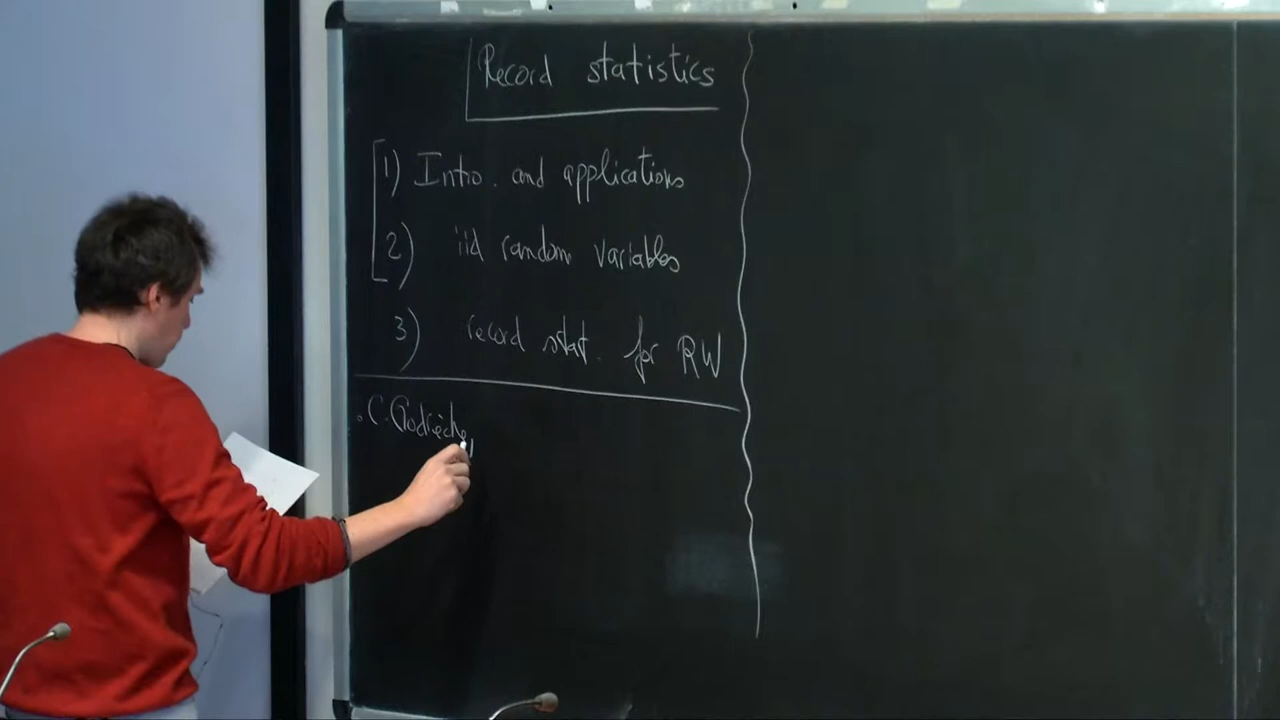 Record statistics
1) Intro. and applications
2) iid random variables
3) record stat. for RW
. C. Godrèche,